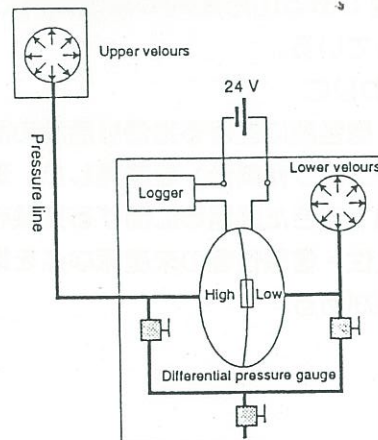 Upper velours
24 V
Pressure line
Lower velours
Logger
High
Low
Differential pressure gauge